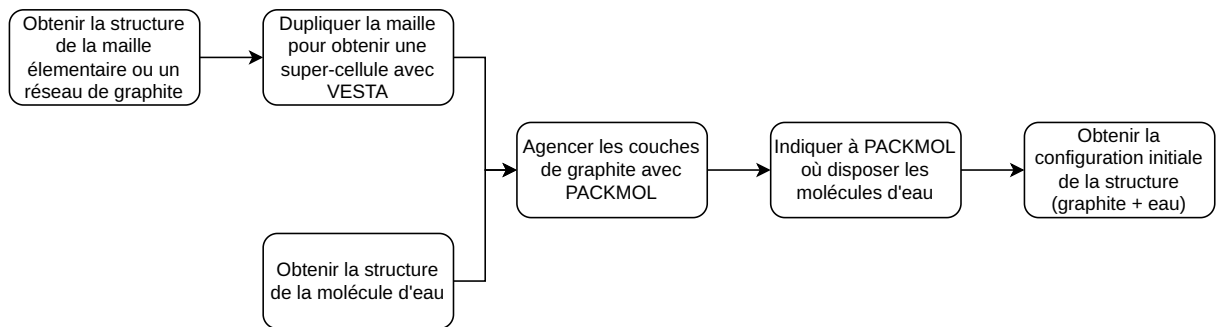 Obtenir la structure
de la maille
élementaire ou un
réseau de graphite
Dupliquer la maille
pour obtenir une
super-cellule avec
VESTA
Agencer les couches
de graphite avec
PACKMOL
Indiquer à PACKMOL
où disposer les
molécules d'eau
Obtenir la
configuration initiale
de la structure
(graphite + eau)
Obtenir la structure
de la molécule d'eau